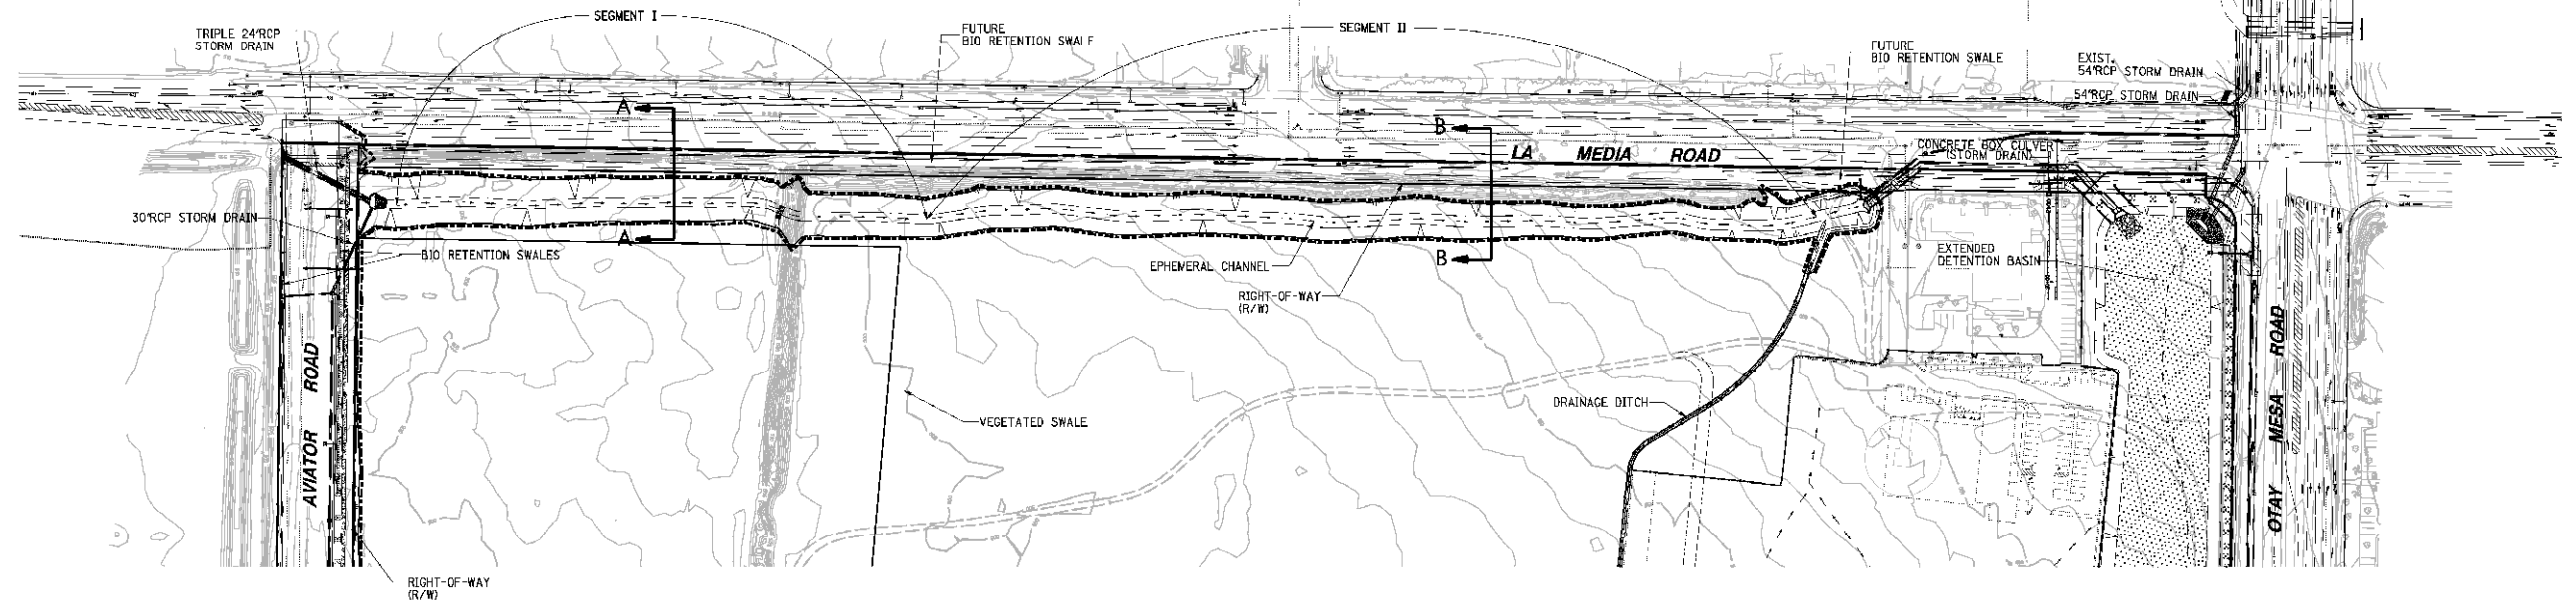 SEGMENT I
SEGMENT II
TRIPLE 24"RCP
STORM DRAIN
FUTURE
BIO RETENTION SWALE
FUTURE
BIO RETENTION SWALE
EXIST.
54"RCP STORM DRAIN
54"RCP STORM DRAIN
A
B
LA MEDIA ROAD
CONCRETE BOX CULVER
(STORM DRAIN)
30"RCP STORM DRAIN
A
BIO RETENTION SWALES
B
EPHEMERAL CHANNEL
EXTENDED
DETENTION BASIN
RIGHT-OF-WAY
(R/W)
AVIATOR ROAD
OTAY MESA ROAD
DRAINAGE DITCH
VEGETATED SWALE
RIGHT-OF-WAY
(R/W)